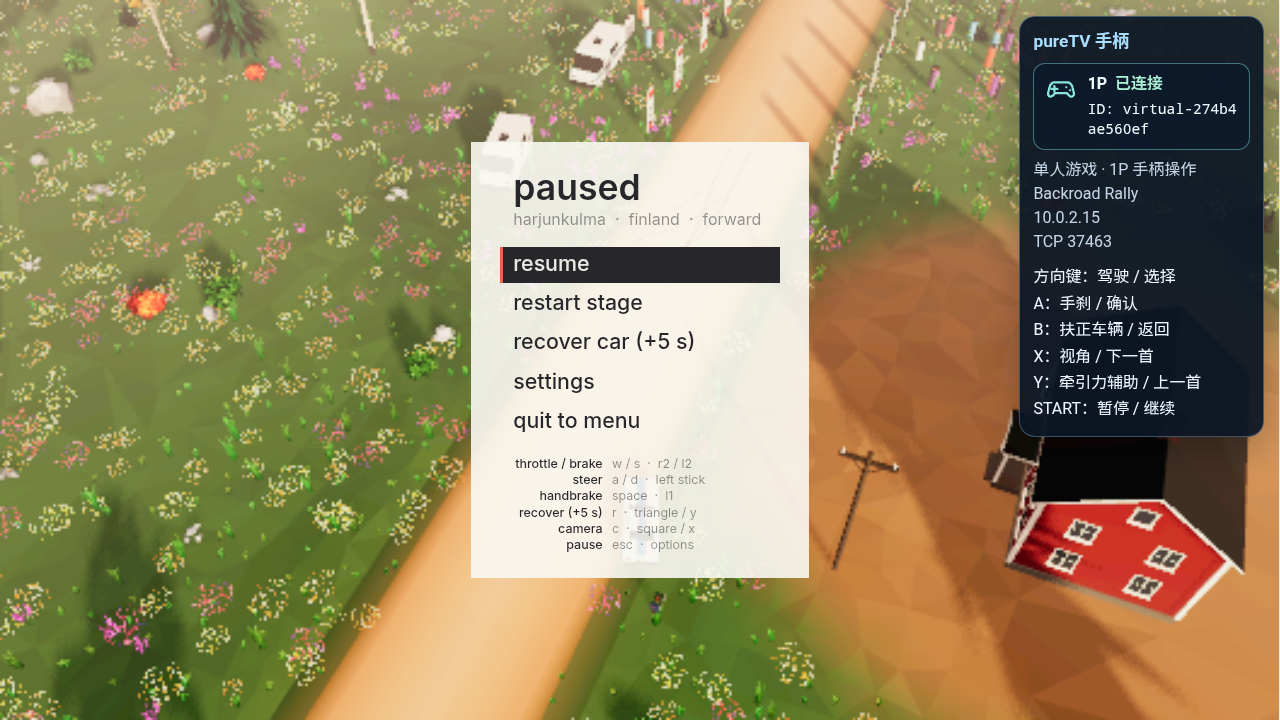 paused
harjunkulma · finland · forward
resume
restart stage
recover car (+5 s)
settings
quit to menu
throttle / brake w / s · r2 / l2
steer a / d · left stick
handbrake space · l1
recover (+5 s) r · triangle / y
camera c · square / x
pause esc · options
pureTV 手柄
1P 已连接
ID: virtual-274b4
ae560ef
单人游戏 · 1P 手柄操作
Backroad Rally
10.0.2.15
TCP 37463
方向键：驾驶 / 选择
A：手刹 / 确认
B：扶正车辆 / 返回
X：视角 / 下一首
Y：牵引力辅助 / 上一首
START：暂停 / 继续